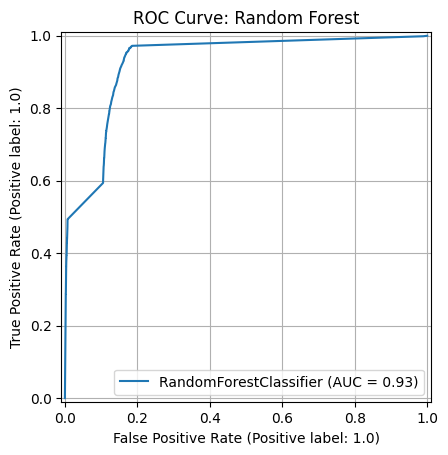 ROC Curve: Random Forest
True Positive Rate (Positive label: 1.0)
1.0
0.8
0.6
0.4
0.2
0.0
RandomForestClassifier (AUC = 0.93)
0.0 0.2 0.4 0.6 0.8 1.0
False Positive Rate (Positive label: 1.0)